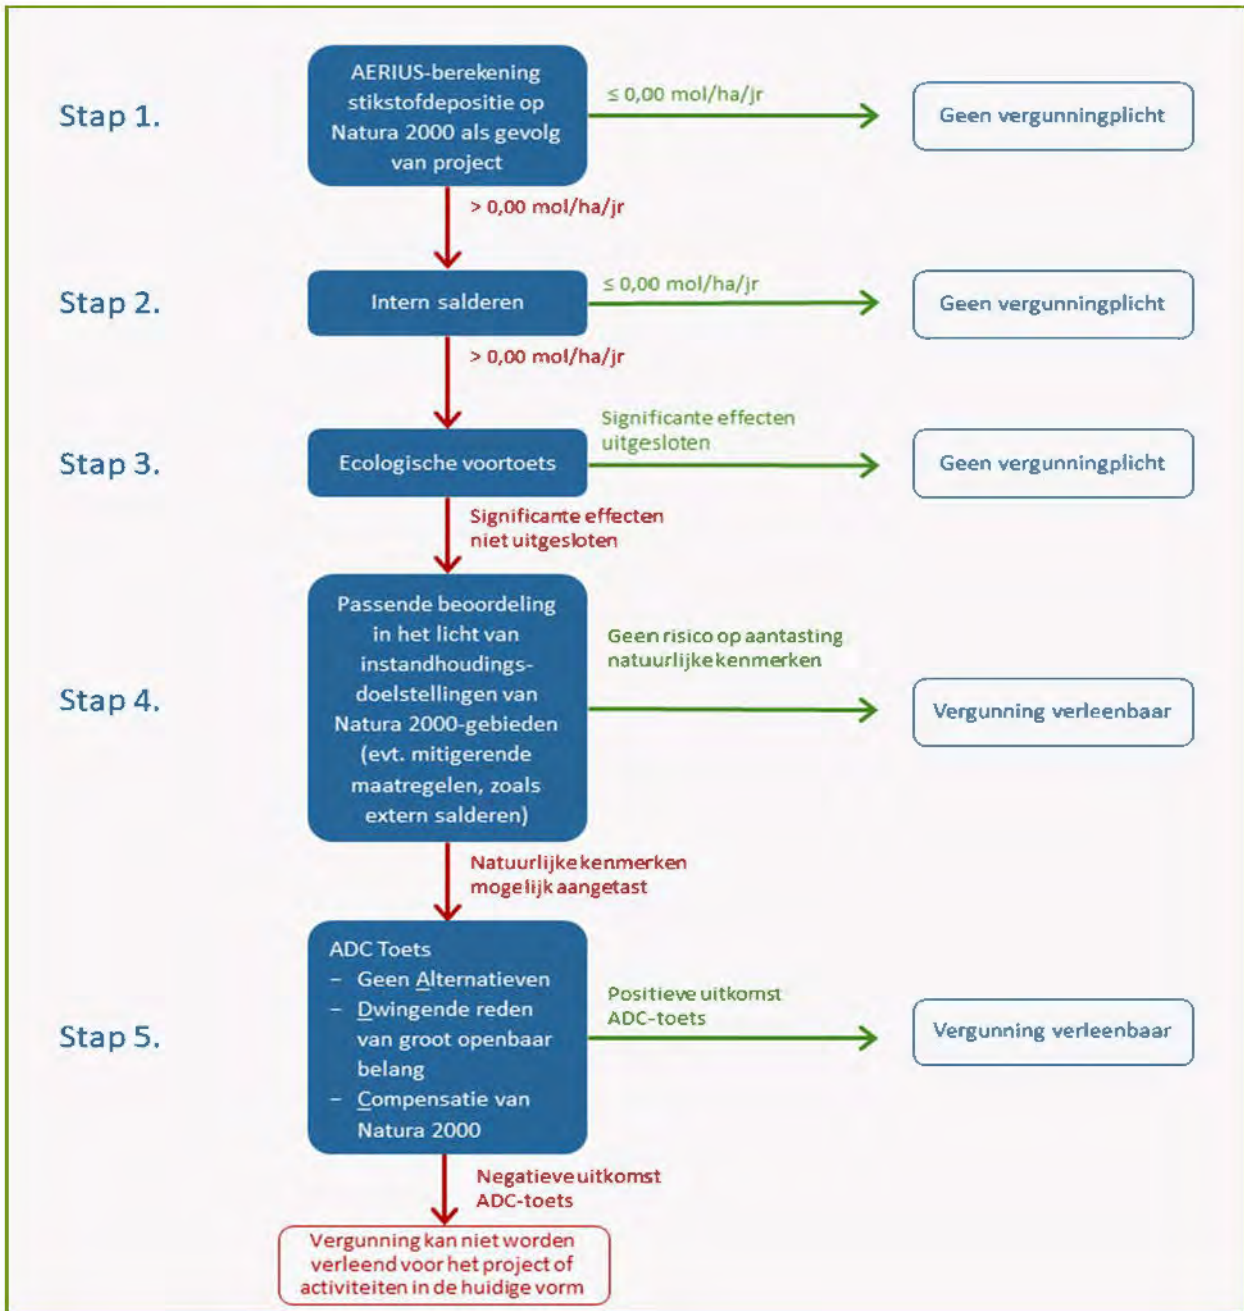 Stap 1.
AERIUS-berekening
stikstofdepositie op
Natura 2000 als gevolg
van project
≤ 0,00 mol/ha/jr
Geen vergunningplicht
> 0,00 mol/ha/jr
Stap 2.
Intern salderen
≤ 0,00 mol/ha/jr
Geen vergunningplicht
> 0,00 mol/ha/jr
Stap 3.
Ecologische voortoets
Significante effecten
uitgesloten
Geen vergunningplicht
Significante effecten
niet uitgesloten
Stap 4.
Passende beoordeling
in het licht van
instandhoudings-
doelstellingen van
Natura 2000-gebieden
(evt. mitigerende
maatregelen, zoals
extern salderen)
Geen risico op aantasting
natuurlijke kenmerken
Vergunning verleenbaar
Natuurlijke kenmerken
mogelijk aangetast
Stap 5.
ADC Toets
– Geen Alternatieven
– Dwingende reden
van groot openbaar
belang
– Compensatie van
Natura 2000
Positieve uitkomst
ADC-toets
Vergunning verleenbaar
Negatieve uitkomst
ADC-toets
Vergunning kan niet worden
verleend voor het project of
activiteiten in de huidige vorm